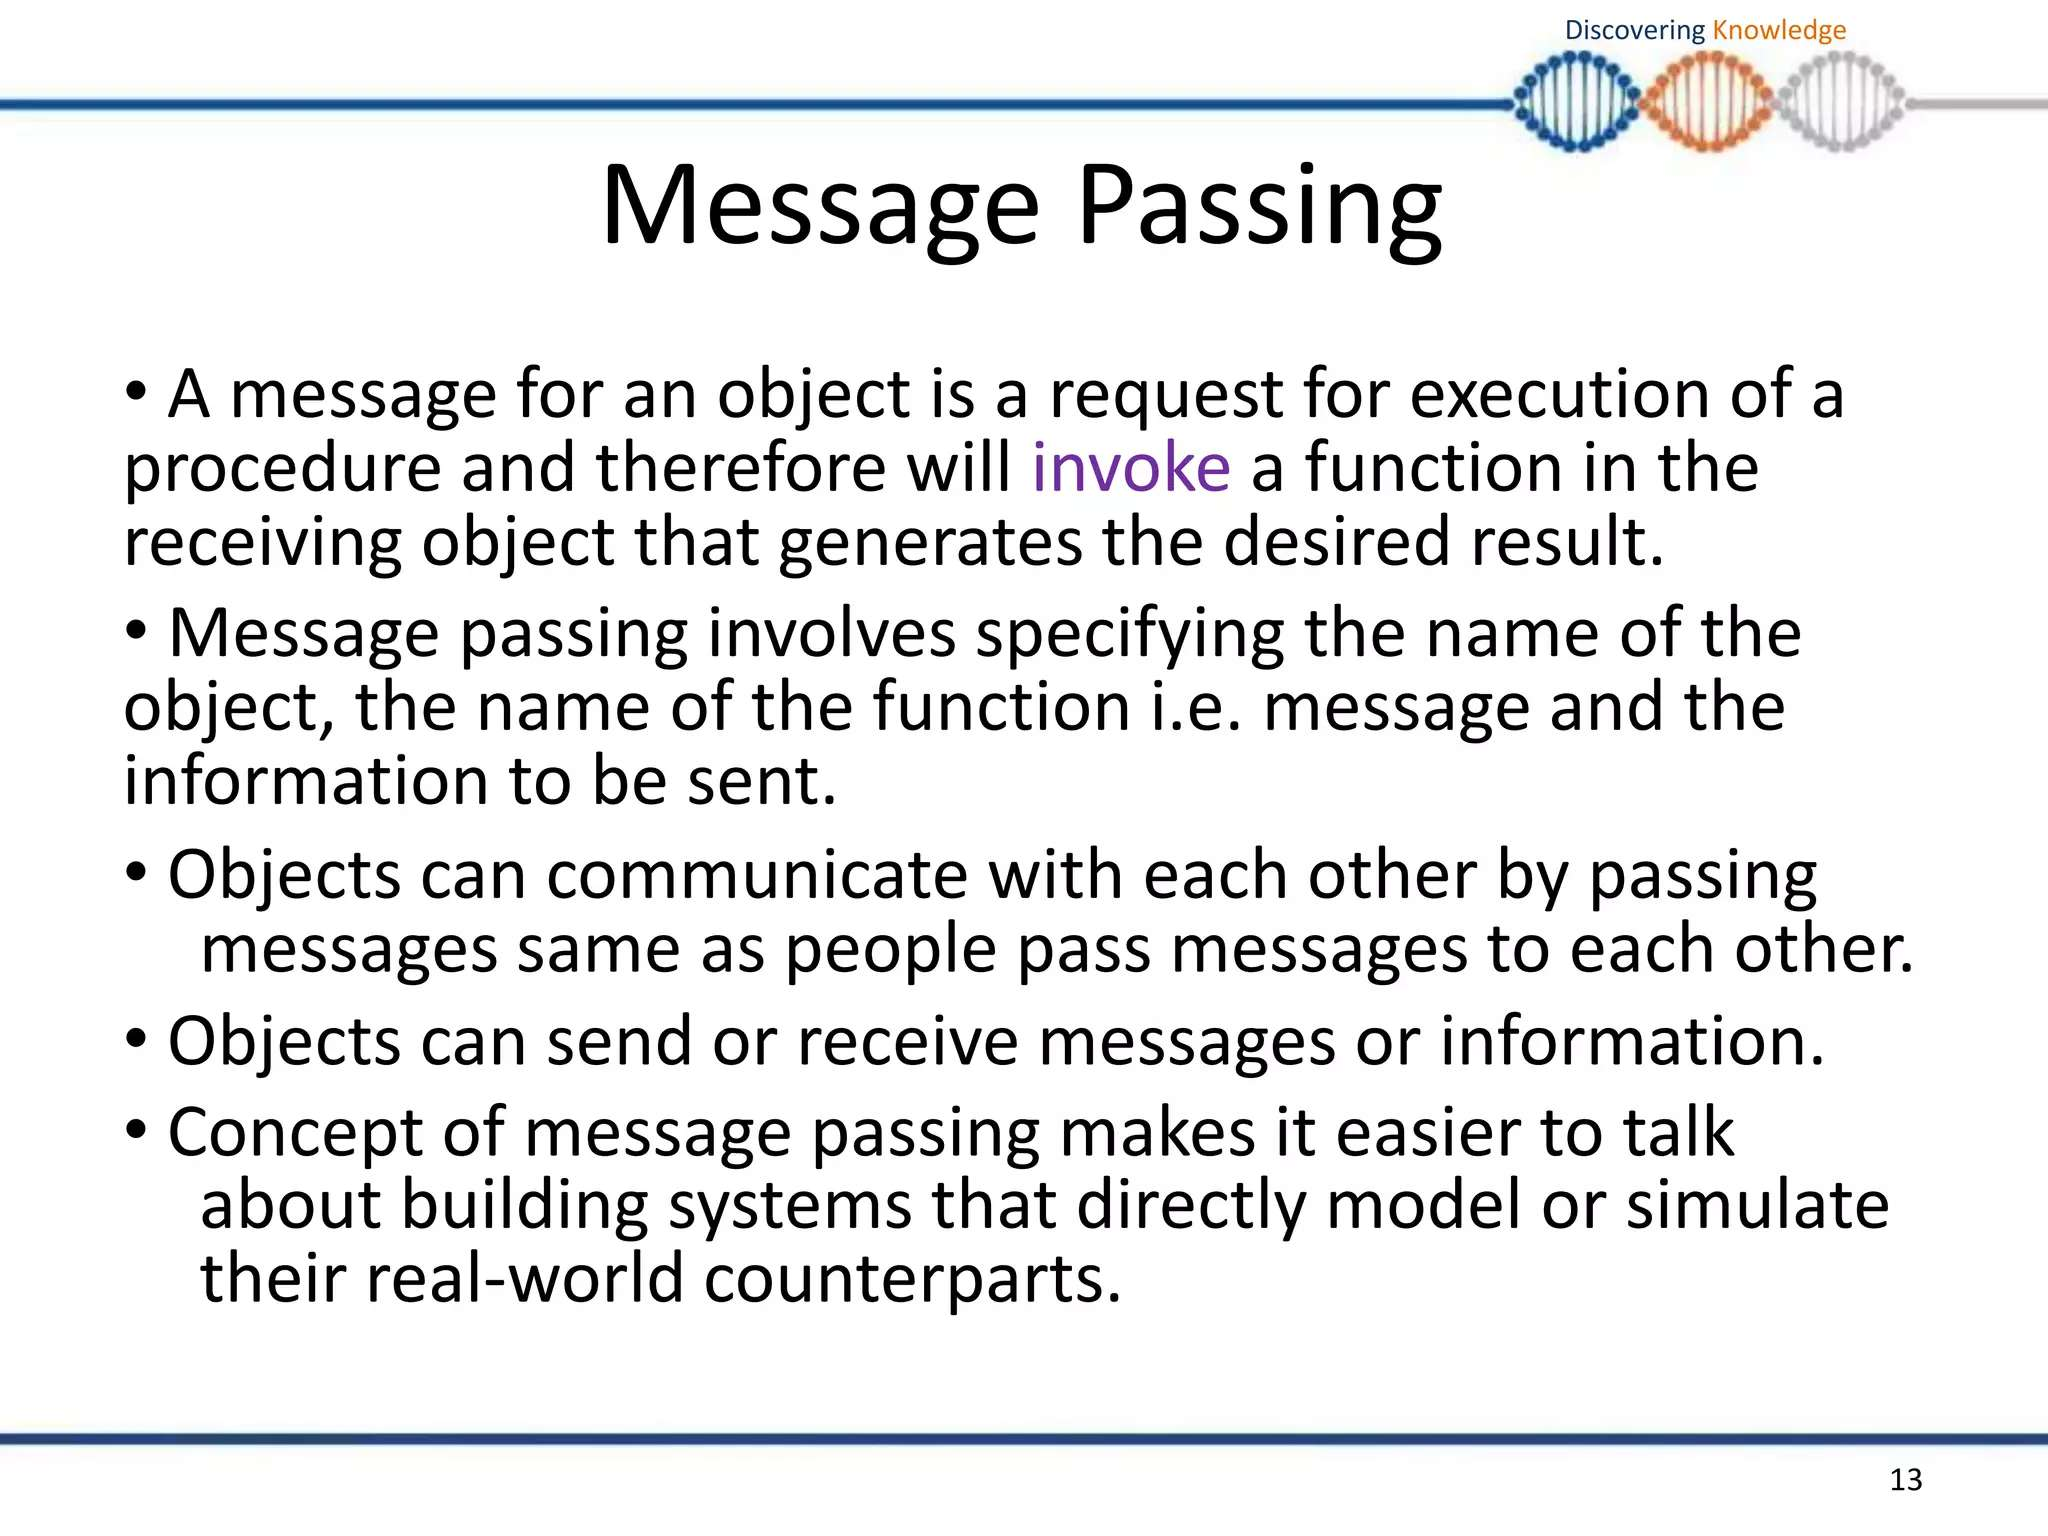 Discovering Knowledge
Message Passing
• A message for an object is a request for execution of a
procedure and therefore will invoke a function in the
receiving object that generates the desired result.
• Message passing involves specifying the name of the
object, the name of the function i.e. message and the
information to be sent.
• Objects can communicate with each other by passing
messages same as people pass messages to each other.
• Objects can send or receive messages or information.
• Concept of message passing makes it easier to talk
about building systems that directly model or simulate
their real-world counterparts.
13